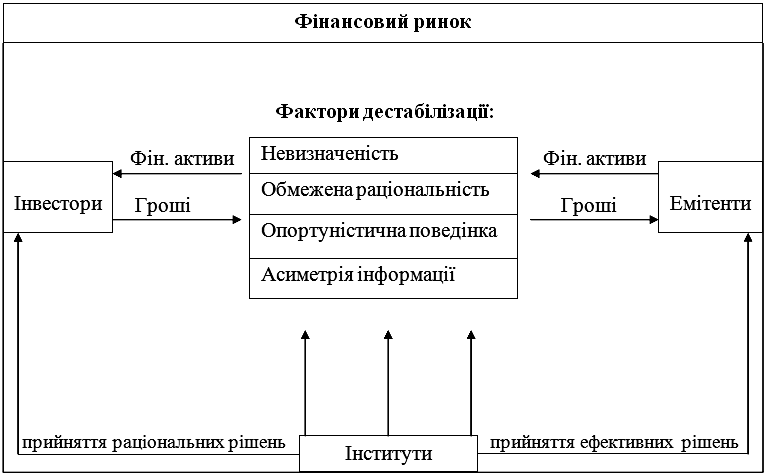 Фінансовий ринок
Фактори дестабілізації:
Фін. активи
Невизначеність
Фін. активи
Інвестори
Обмежена раціональність
Емітенти
Гроші
Гроші
Опортуністична поведінка
Асиметрія інформації
прийняття раціональних рішень
Інститути
прийняття ефективних рішень